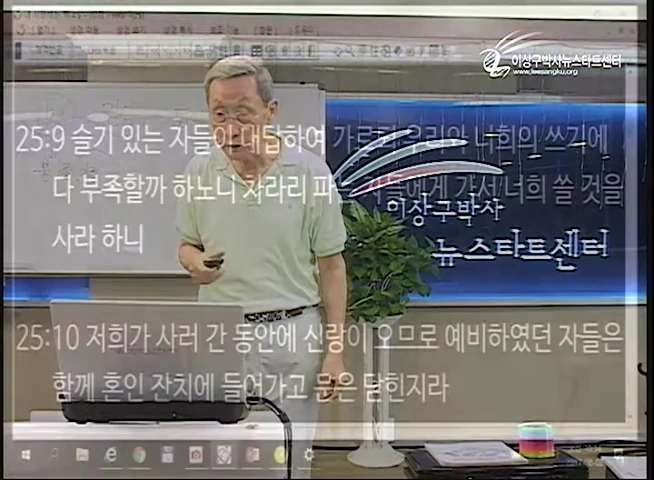 이상구박사뉴스타트센터
www.leesangku.org
25:9 슬기 있는 자들이 대답하여 가로되 우리와 너희의 쓰기에
다 부족할까 하노니 차라리 파는 자들에게 가서 너희 쓸 것을
사라 하니
이상구박사
뉴스타트센터
25:10 저희가 사러 간 동안에 신랑이 오므로 예비하였던 자들은
함께 혼인 잔치에 들어가고 문은 닫힌지라